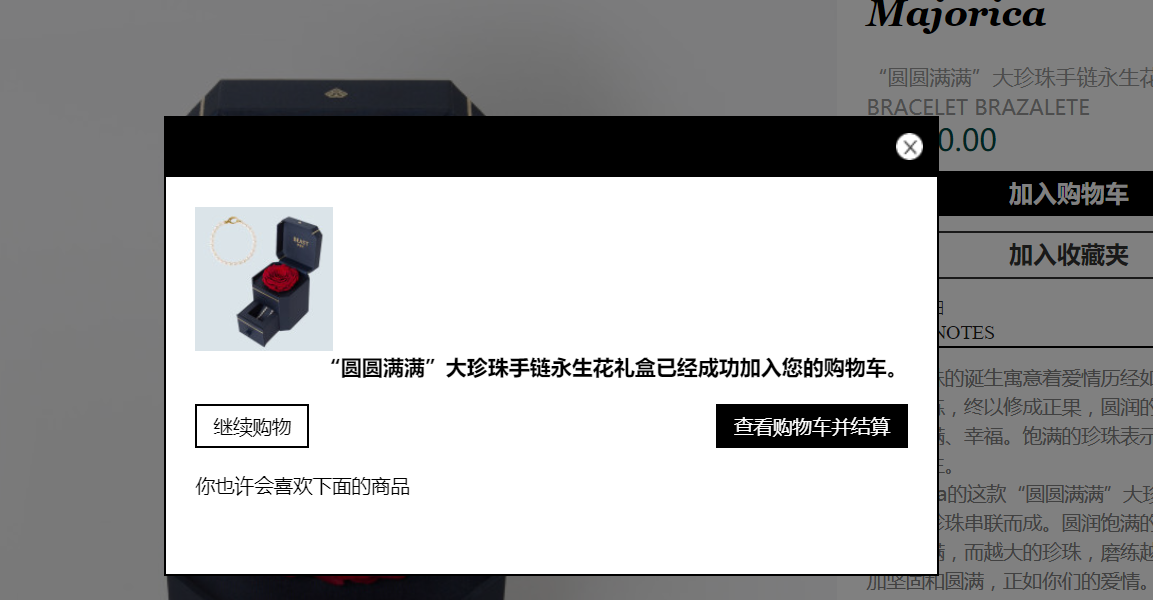 Majorica
“圆圆满满”大珍珠手链永生花
BRACELET BRAZALETE
0.00
加入购物车
加入收藏夹
NOTES
BEAST
“圆圆满满”大珍珠手链永生花礼盒已经成功加入您的购物车。
继续购物
查看购物车并结算
你也许会喜欢下面的商品
的诞生寓意着爱情历经如
，终以修成正果，圆润的
、幸福。饱满的珍珠表示
。
a的这款“圆圆满满”大珍
珍珠串联而成。圆润饱满的
满，而越大的珍珠，磨练越
加坚固和圆满，正如你们的爱情。